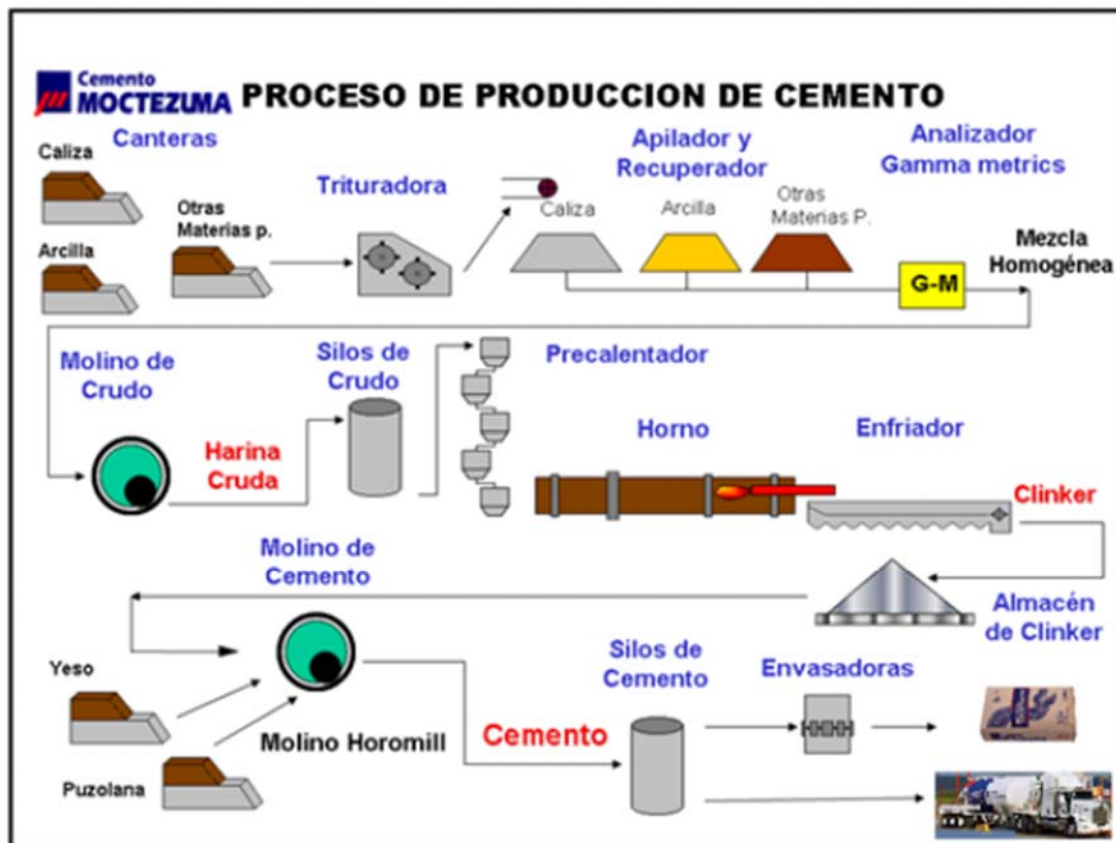 Cemento
MOCTEZUMA
PROCESO DE PRODUCCION DE CEMENTO
Canteras
Caliza
Otras
Materias p.
Arcilla
Trituradora
Apilador y
Recuperador
Caliza
Arcilla
Otras
Materias P.
Analizador
Gamma metrics
G-M
Mezcla
Homogénea
Molino de
Crudo
Harina
Cruda
Silos de
Crudo
Precalentador
Horno
Enfriador
Clinker
Almacén
de Clinker
Molino de
Cemento
Yeso
Puzolana
Molino Horomill
Cemento
Silos de
Cemento
Envasadoras